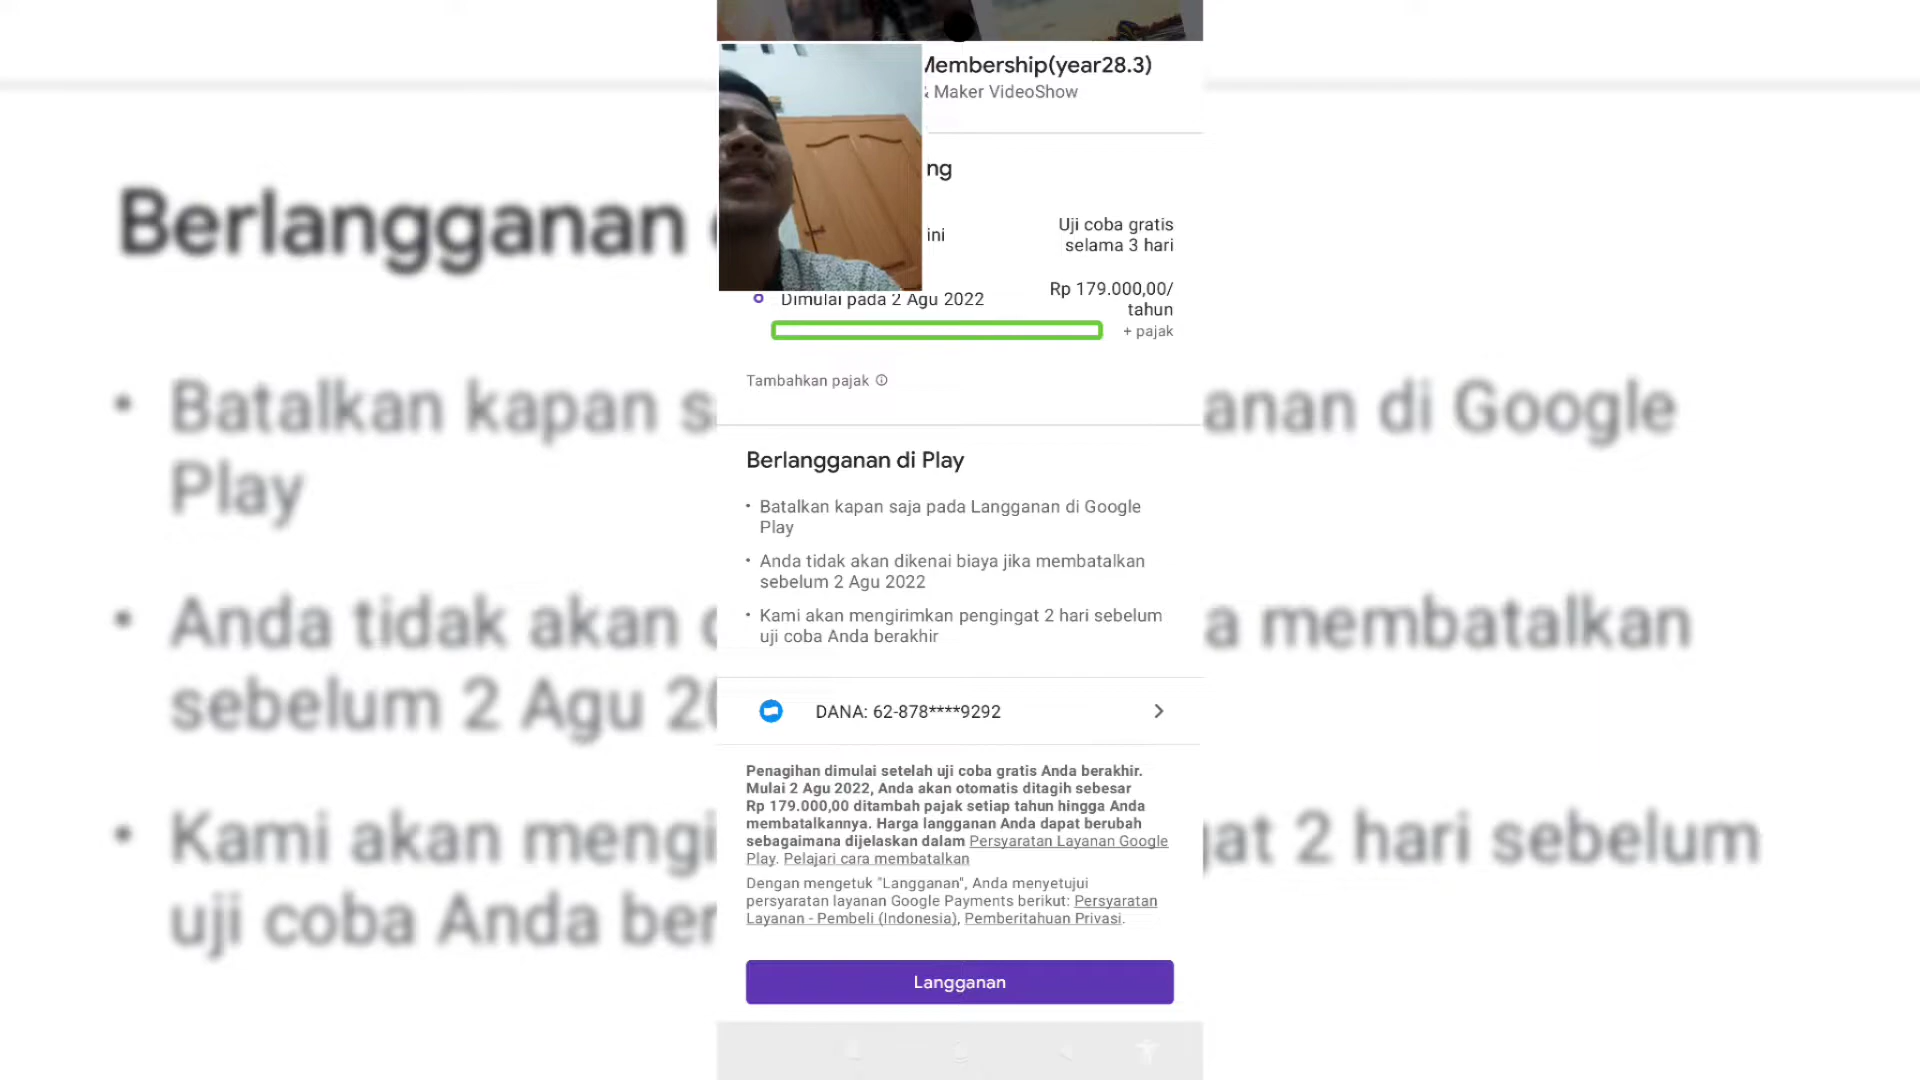 Membership(year28.3)
& Maker VideoShow
ng
ini
Uji coba gratis
selama 3 hari
Dimulai pada 2 Agu 2022
Rp 179.000,00/
tahun
+ pajak
Tambahkan pajak
Berlangganan di Play
• Batalkan kapan saja pada Langganan di Google
Play
• Anda tidak akan dikenai biaya jika membatalkan
sebelum 2 Agu 2022
• Kami akan mengirimkan pengingat 2 hari sebelum
uji coba Anda berakhir
DANA: 62-878****9292
Penagihan dimulai setelah uji coba gratis Anda berakhir.
Mulai 2 Agu 2022, Anda akan otomatis ditagih sebesar
Rp 179.000,00 ditambah pajak setiap tahun hingga Anda
membatalkannya. Harga langganan Anda dapat berubah
sebagaimana dijelaskan dalam Persyaratan Layanan Google
Play. Pelajari cara membatalkan
Dengan mengetuk "Langganan", Anda menyetujui
persyaratan layanan Google Payments berikut: Persyaratan
Layanan - Pembeli (Indonesia), Pemberitahuan Privasi.
Langganan
Berlangganan
Batalkan kapan s
anan di Google
Play
Anda tidak akan
a membatalkan
sebelum 2 Agu 20
Kami akan mengi
gat 2 hari sebelum
uji coba Anda ber